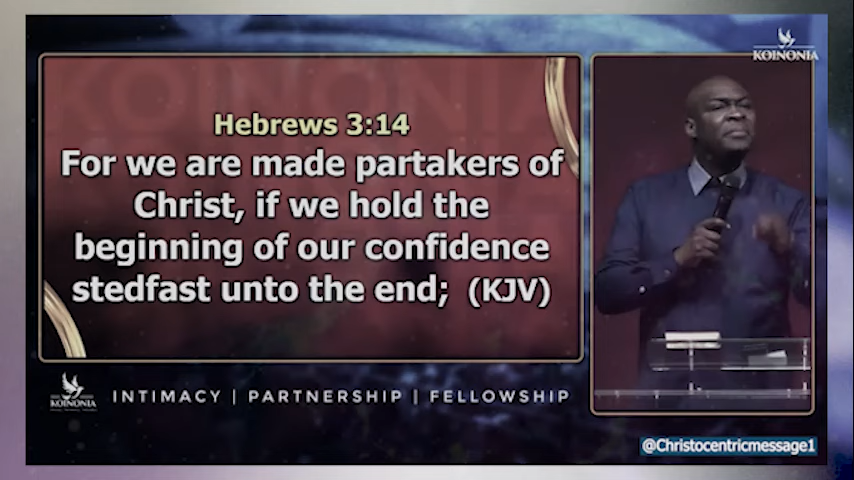 KOINONIA
Hebrews 3:14
For we are made partakers of
Christ, if we hold the
beginning of our confidence
stedfast unto the end; (KJV)
KOINONIA
INTIMACY | PARTNERSHIP | FELLOWSHIP
@Christocentricmessage1